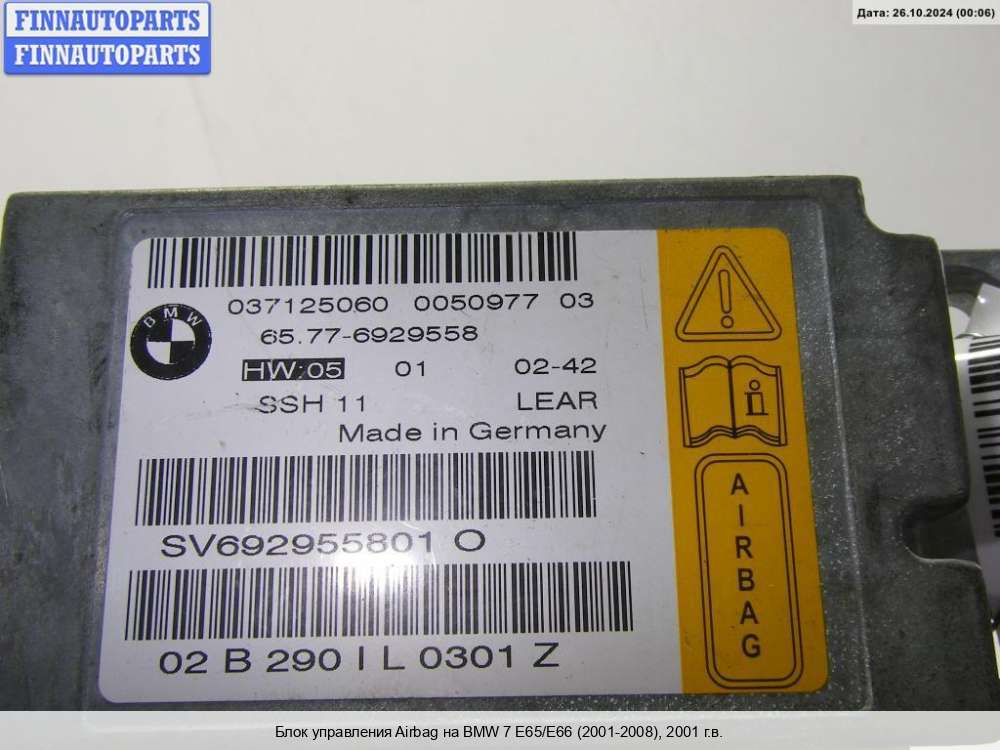 FINNAUTOPARTS
FINNAUTOPARTS
Дата: 26.10.2024 (00:06)
037125060 0050977 03
BMW
65.77-6929558
HW:05 01 02-42
SSH 11 LEAR
Made in Germany
SV692955801 O
02 B 290 I L 0301 Z
AIRBAG
Блок управления Airbag на BMW 7 E65/E66 (2001-2008), 2001 г.в.